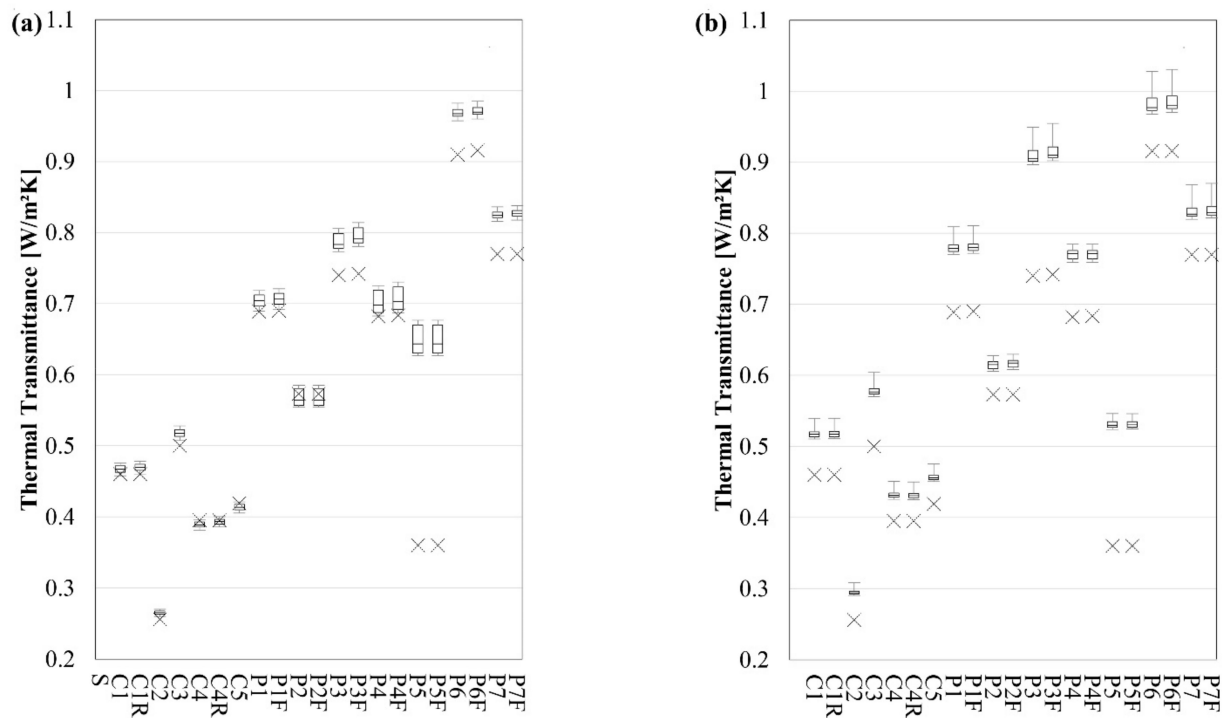 (a)
Thermal Transmittance [W/m²K]
1.1
1
0.9
0.8
0.7
0.6
0.5
0.4
0.3
0.2
S
C1
C1R
C2
C3
C4
C4R
C5
P1
P1F
P2
P2F
P3
P3F
P4
P4F
P5
P5F
P6
P6F
P7
P7F
(b)
Thermal Transmittance [W/m²K]
1.1
1
0.9
0.8
0.7
0.6
0.5
0.4
0.3
0.2
C1
C1R
C2
C3
C4
C4R
C5
P1
P1F
P2
P2F
P3
P3F
P4
P4F
P5
P5F
P6
P6F
P7
P7F